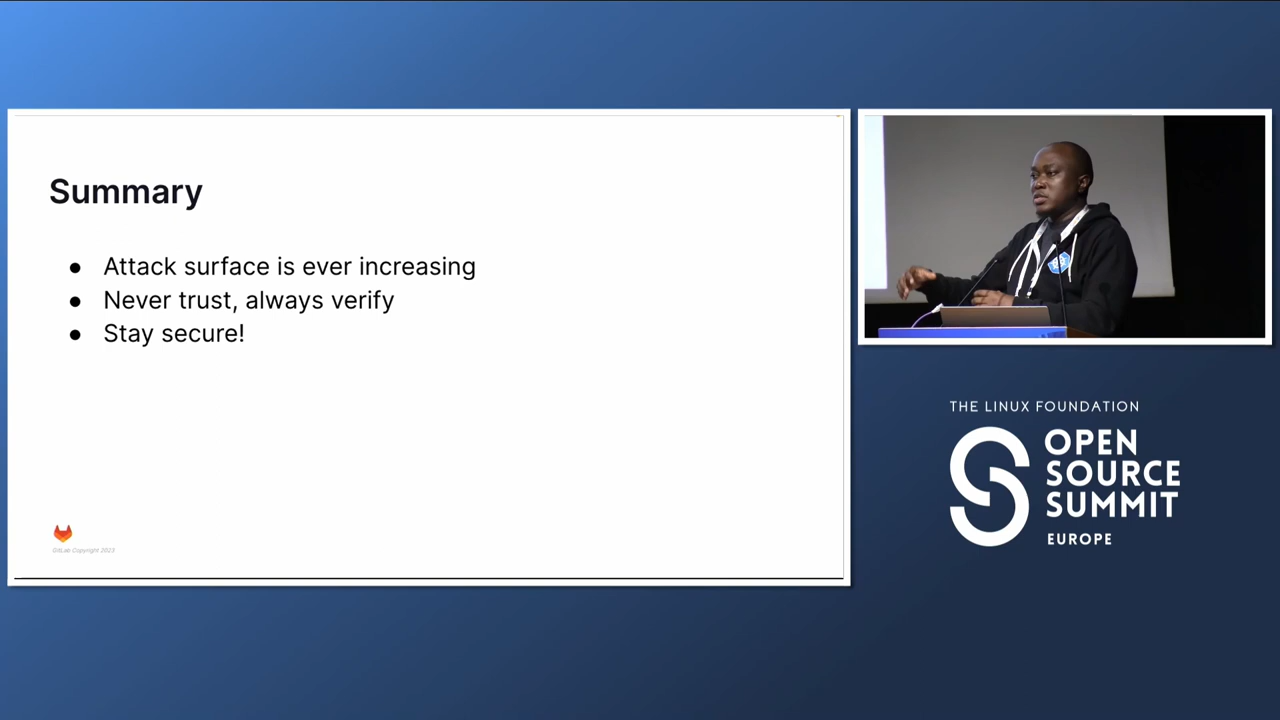 Summary
● Attack surface is ever increasing
● Never trust, always verify
● Stay secure!
GitLab Copyright 2023
THE LINUX FOUNDATION
OPEN
SOURCE
SUMMIT
EUROPE